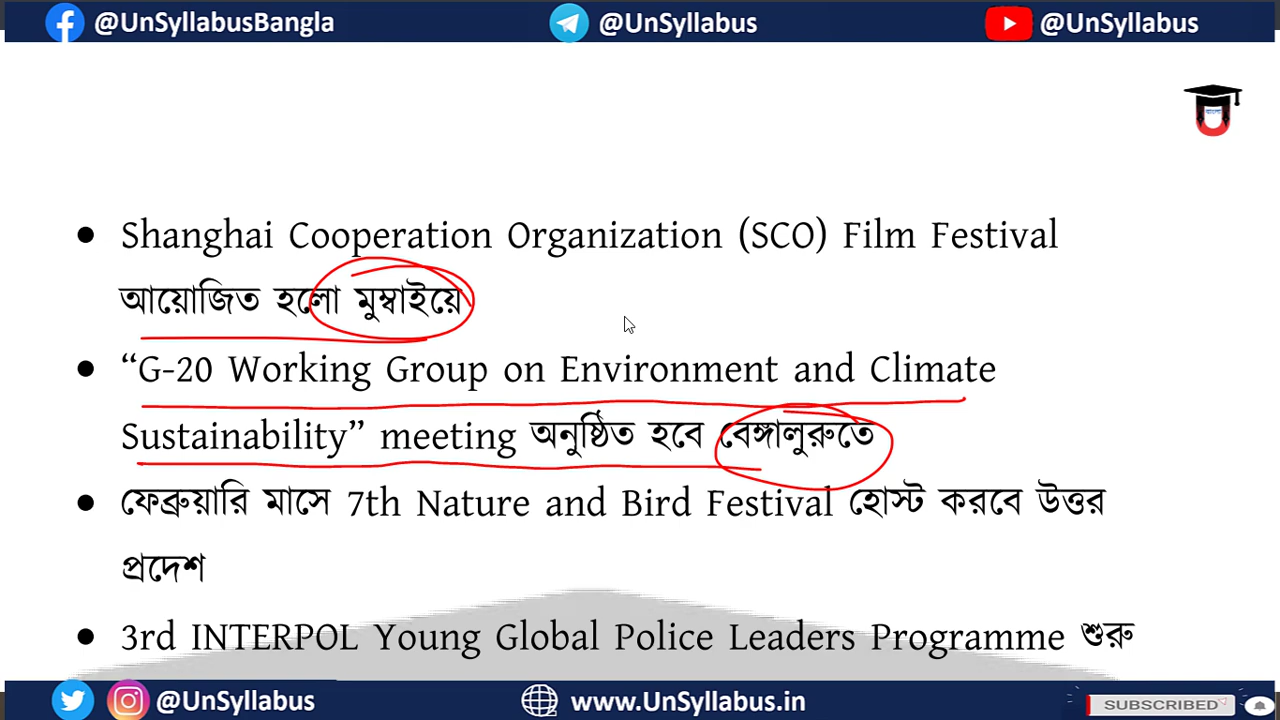 @UnSyllabusBangla @UnSyllabus @UnSyllabus
● Shanghai Cooperation Organization (SCO) Film Festival
আয়োজিত হলো মুম্বাইয়ে
● “G-20 Working Group on Environment and Climate
Sustainability” meeting অনুষ্ঠিত হবে বেঙ্গালুরুতে
● ফেব্রুয়ারি মাসে 7th Nature and Bird Festival হোস্ট করবে উত্তর
প্রদেশ
● 3rd INTERPOL Young Global Police Leaders Programme শুরু
@UnSyllabus www.UnSyllabus.in SUBSCRIBED